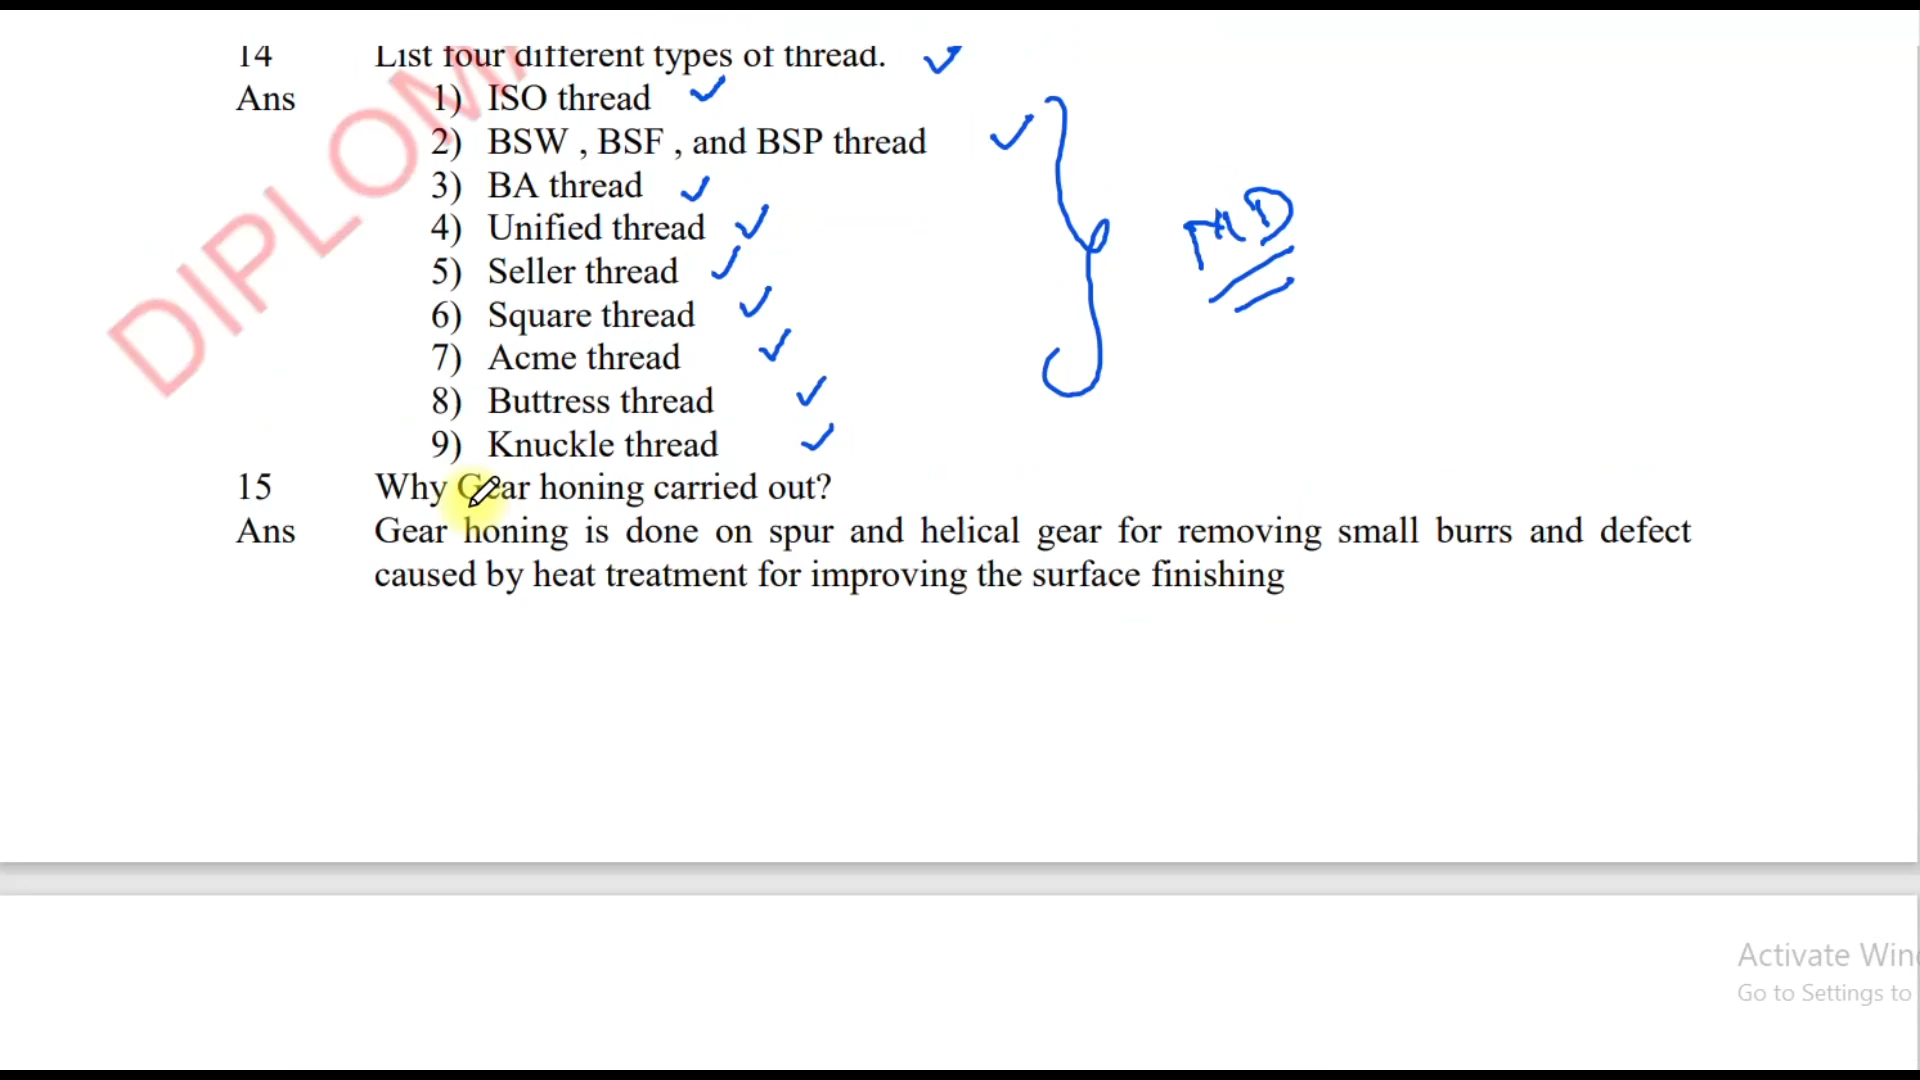 14 List four different types of thread.
Ans 1) ISO thread
2) BSW , BSF , and BSP thread
3) BA thread
4) Unified thread
5) Seller thread
6) Square thread
7) Acme thread
8) Buttress thread
9) Knuckle thread
15 Why Gear honing carried out?
Ans Gear honing is done on spur and helical gear for removing small burrs and defect
caused by heat treatment for improving the surface finishing
DIPLOM
Activate Win
Go to Settings to